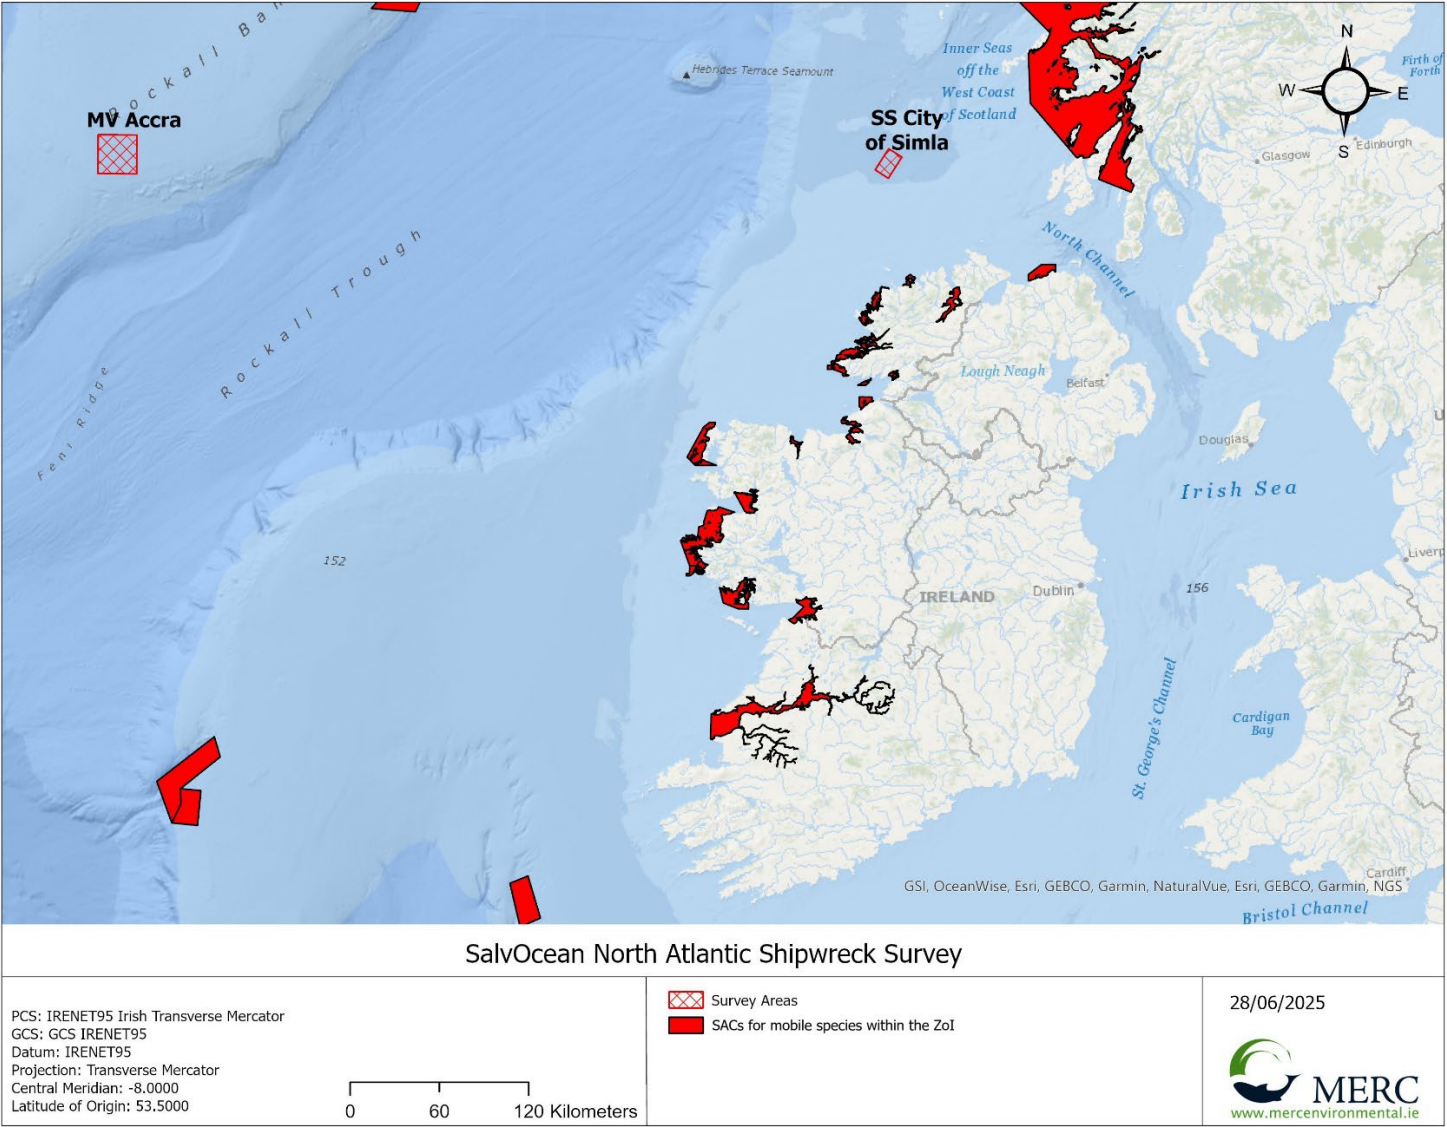 Rockall Ban
Hebrides Terrace Seamount
Inner Seas
off the
West Coast
of Scotland
N
W
E
S
Firth of
Forth
MV Accra
SS City
of Simla
Glasgow
Edinburgh
North Channel
Rockall Trough
Feni Ridge
Lough Neagh
Belfast
Douglas
U
Irish Sea
152
156
Liverp
IRELAND
Dublin
St. George's Channel
Cardigan
Bay
Cardiff
GSI, OceanWise, Esri, GEBCO, Garmin, NaturalVue, Esri, GEBCO, Garmin, NGS
Bristol Channel
SalvOcean North Atlantic Shipwreck Survey
PCS: IRENET95 Irish Transverse Mercator
GCS: GCS IRENET95
Datum: IRENET95
Projection: Transverse Mercator
Central Meridian: -8.0000
Latitude of Origin: 53.5000
0 60 120 Kilometers
Survey Areas
SACs for mobile species within the ZoI
28/06/2025
MERC
www.mercenvironmental.ie